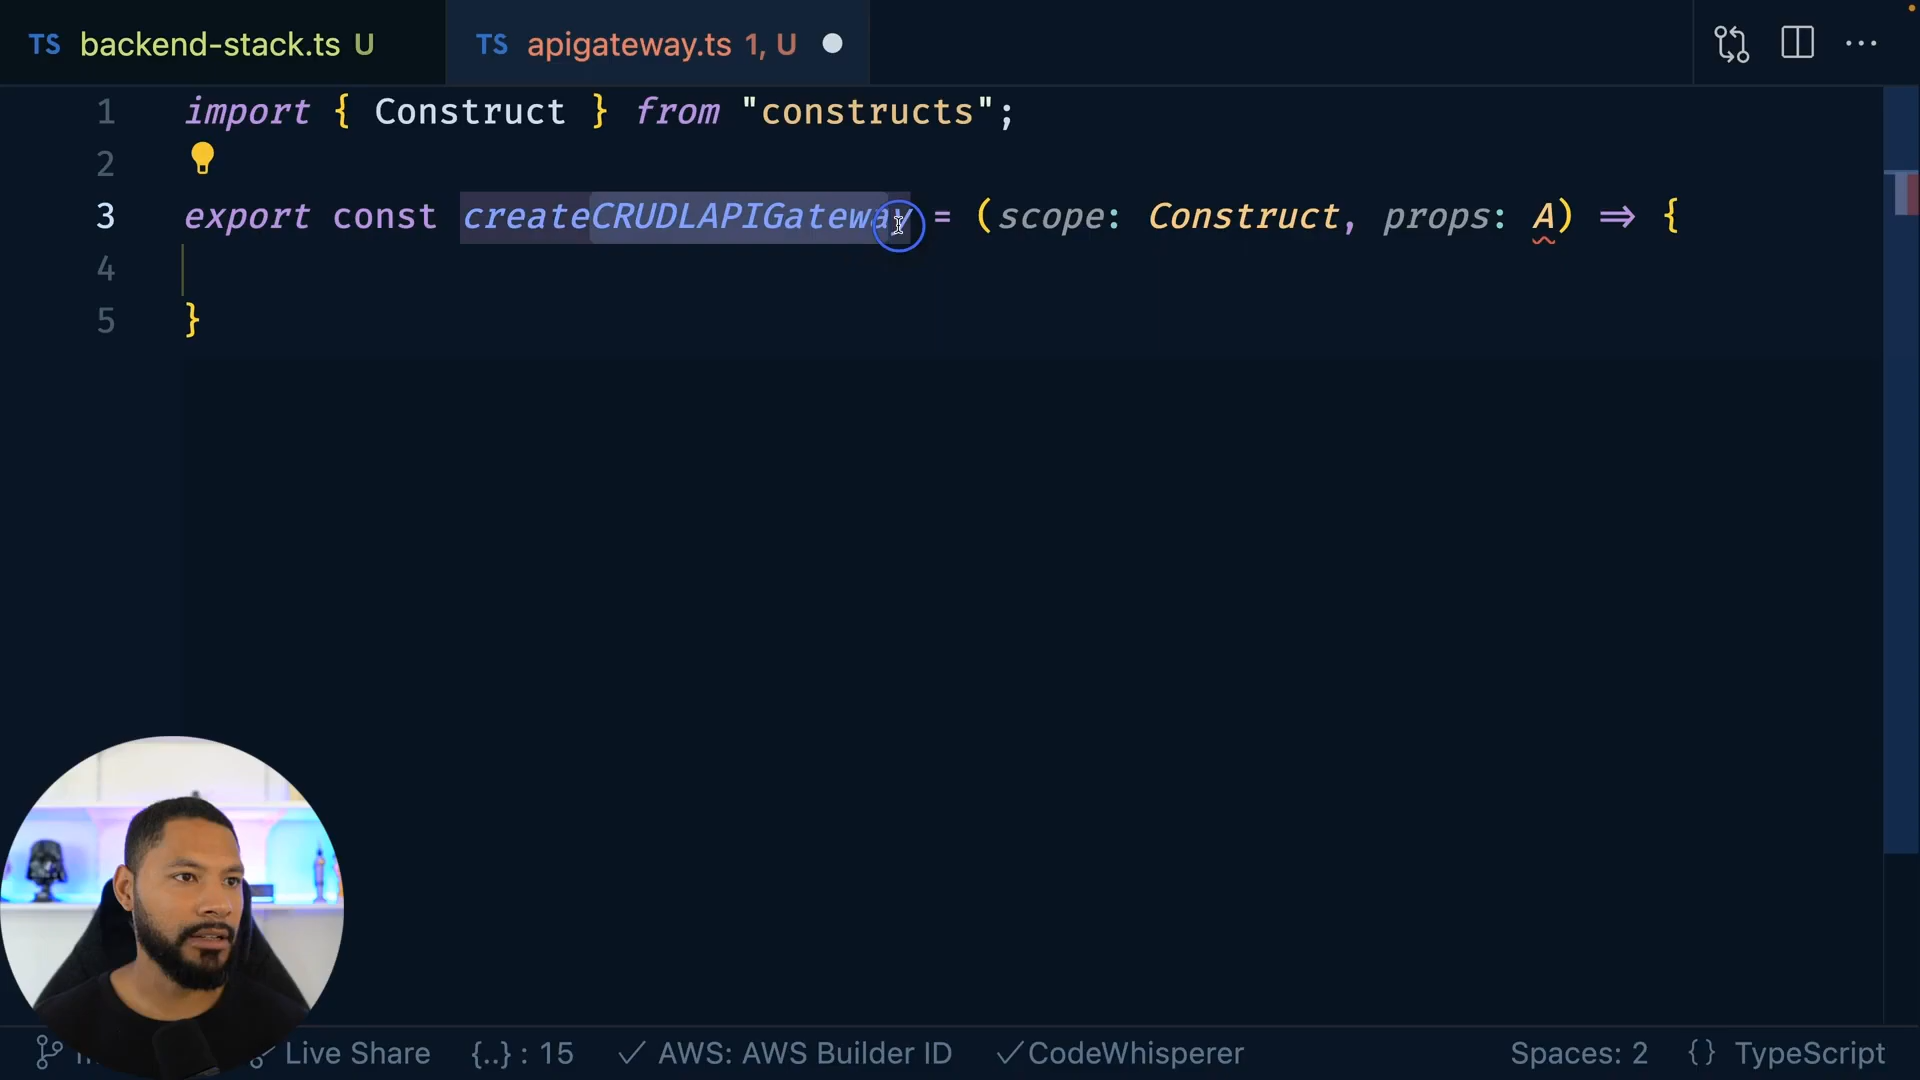 TS backend-stack.ts U TS apigateway.ts 1, U
1 import { Construct } from "constructs";
2
3 export const createCRUDLAPIGateway = (scope: Construct, props: A) => {
4
5 }
Live Share {..} : 15 AWS: AWS Builder ID CodeWhisperer Spaces: 2 {} TypeScript